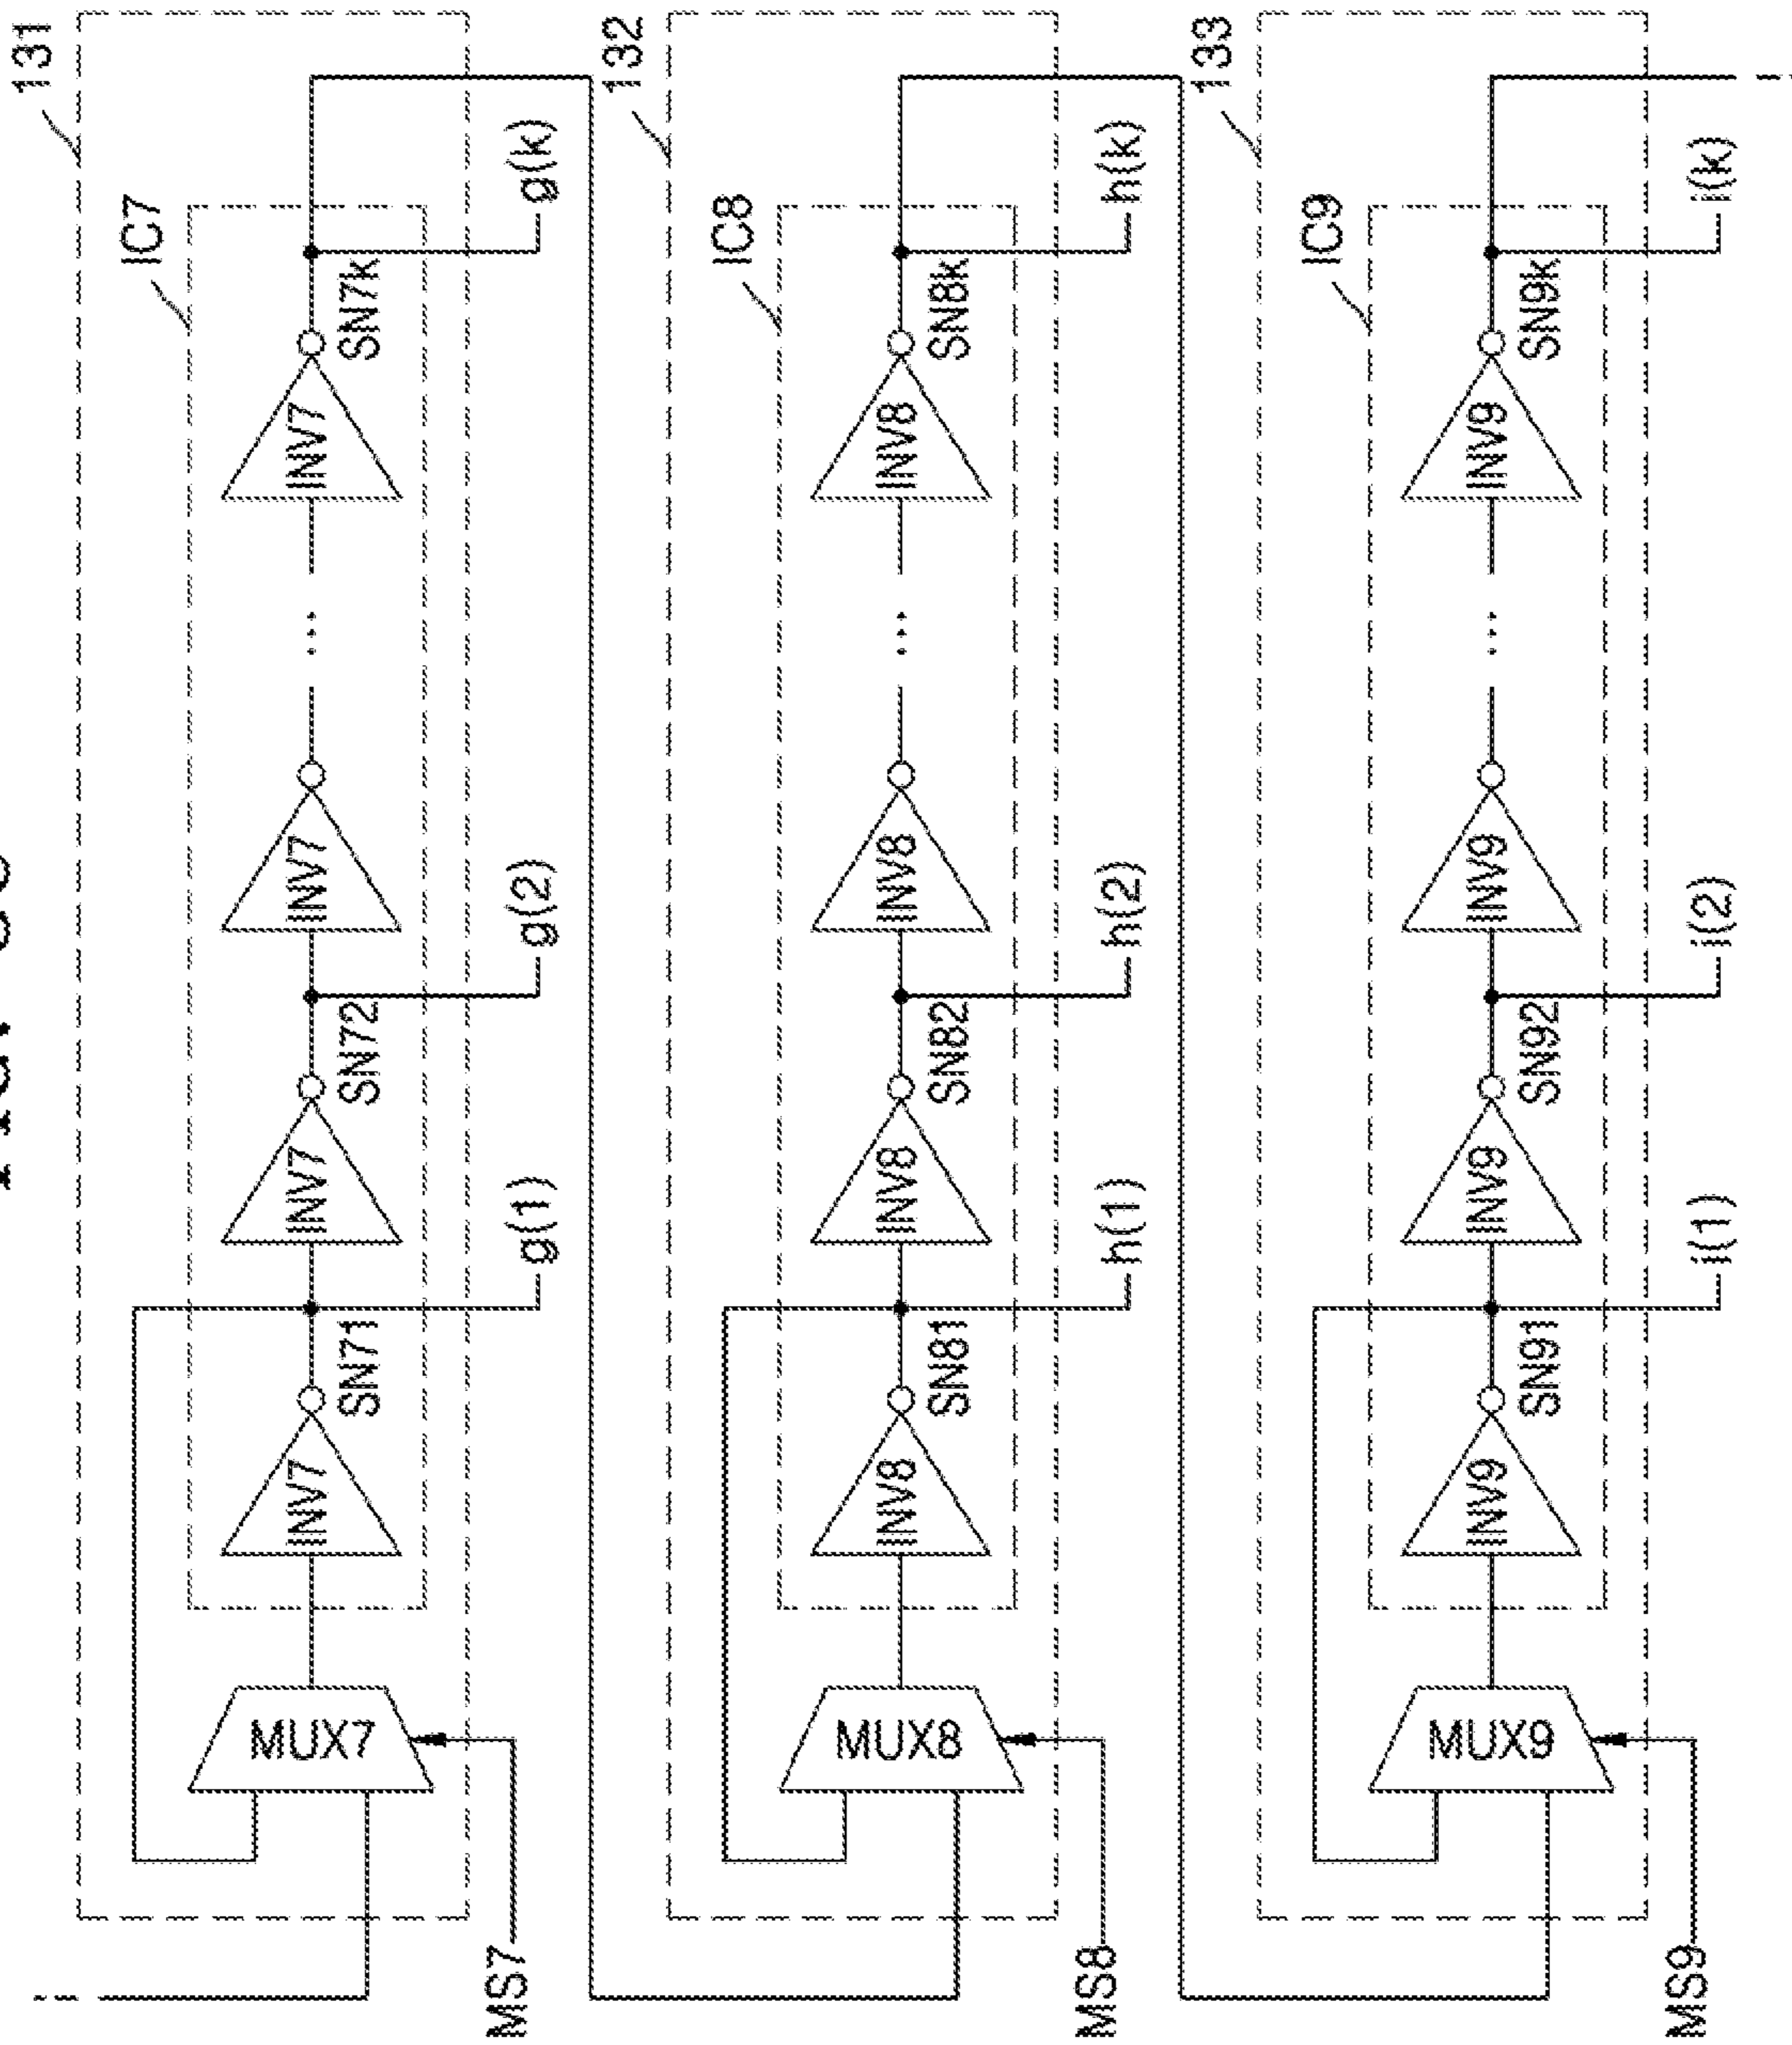 131
IC7
MUX7
INV7
INV7
INV7
...
INV7
SN71
SN72
SN7k
MS7
g(1)
g(2)
g(k)
132
IC8
MUX8
INV8
INV8
INV8
...
INV8
SN81
SN82
SN8k
MS8
h(1)
h(2)
h(k)
133
IC9
MUX9
INV9
INV9
INV9
...
INV9
SN91
SN92
SN9k
MS9
i(1)
i(2)
i(k)